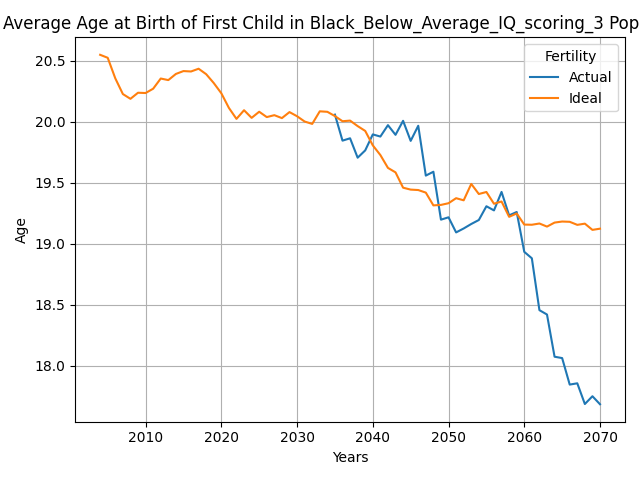 Average Age at Birth of First Child in Black_Below_Average_IQ_scoring_3 Pop
Fertility
Actual
Ideal
20.5
20.0
19.5
19.0
18.5
18.0
Age
2010 2020 2030 2040 2050 2060 2070
Years